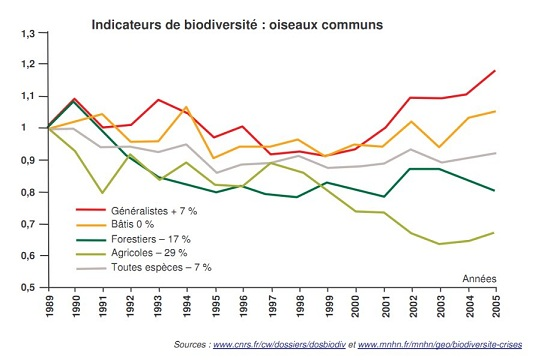 Indicateurs de biodiversité : oiseaux communs
1,3
1,2
1,1
1
0,9
0,8
0,7
0,6
0,5
Généralistes + 7 %
Bâtis 0 %
Forestiers – 17 %
Agricoles – 29 %
Toutes espèces – 7 %
Années
1989 1990 1991 1992 1993 1994 1995 1996 1997 1998 1999 2000 2001 2002 2003 2004 2005
Sources : www.cnrs.fr/cw/dossiers/dosbiodiv et www.mnhn.fr/mnhn/geo/biodiversite-crises